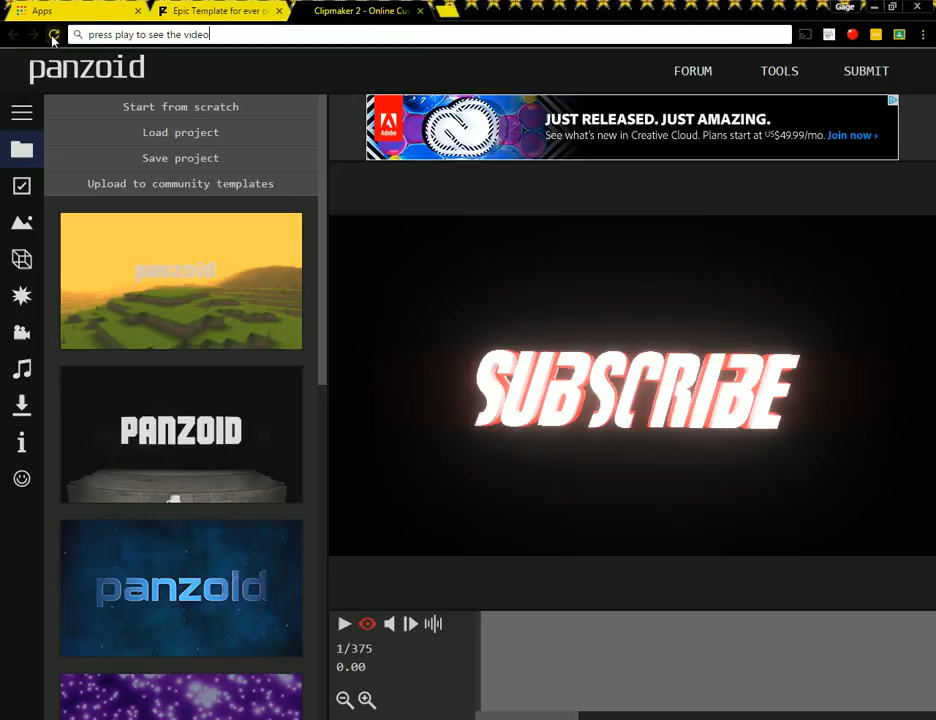 Apps
Epic Template for ever o
Clipmaker 2 - Online Cu
Gage
press play to see the video
panzoid
FORUM
TOOLS
SUBMIT
Start from scratch
Load project
Save project
Upload to community templates
Adobe
JUST RELEASED. JUST AMAZING.
See what's new in Creative Cloud. Plans start at US$49.99/mo. Join now ›
panzoid
PANZOID
panzoid
SUBSCRIBE
1/375
0.00